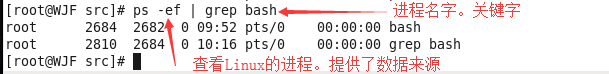 [root@WJF src]# ps -ef | grep bash 进程名字。关键字
root 2684 2682 0 09:52 pts/0 00:00:00 bash
root 2810 2684 0 10:16 pts/0 00:00:00 grep bash
[root@WJF src]# 查看Linux的进程。提供了数据来源